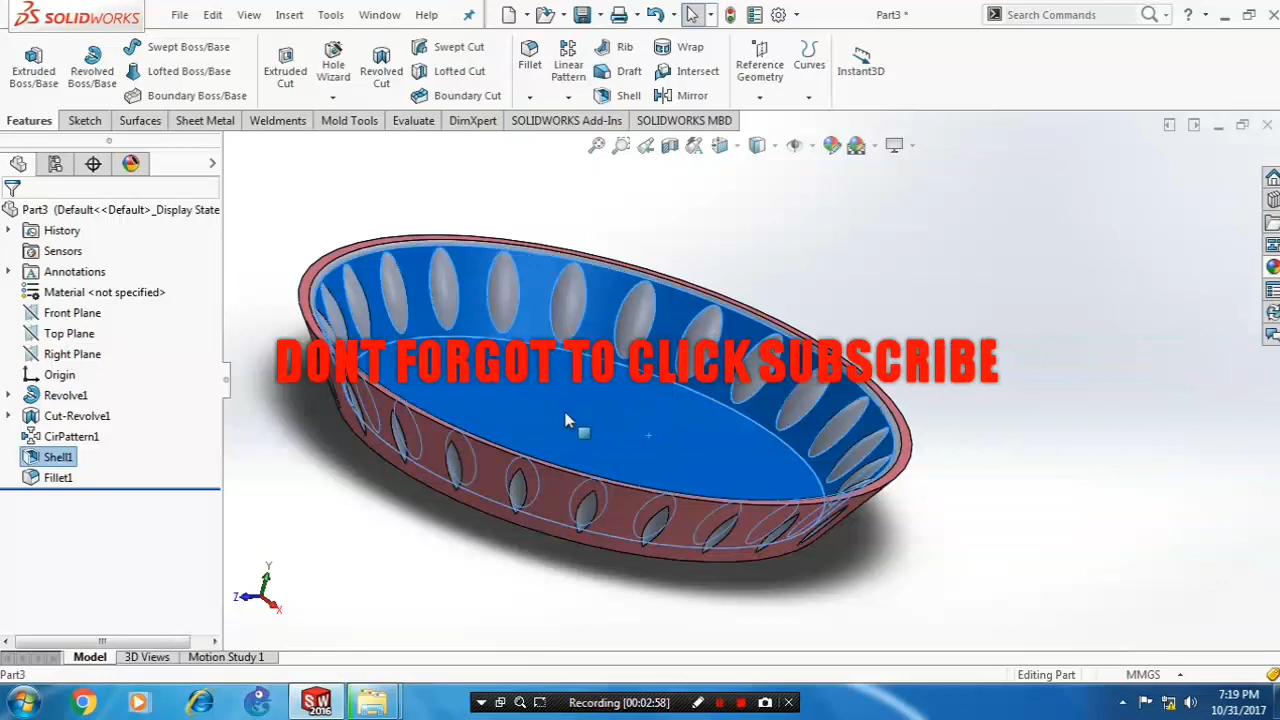 SOLIDWORKS File Edit View Insert Tools Window Help Part3 * Search Commands ?
Extruded Boss/Base Revolved Boss/Base Swept Boss/Base Lofted Boss/Base Boundary Boss/Base Extruded Cut Hole Wizard Revolved Cut Swept Cut Lofted Cut Boundary Cut Fillet Linear Pattern Rib Draft Shell Wrap Intersect Mirror Reference Geometry Curves Instant3D
Features Sketch Surfaces Sheet Metal Weldments Mold Tools Evaluate DimXpert SOLIDWORKS Add-Ins SOLIDWORKS MBD
Part3 (Default<<Default>_Display State
History
Sensors
Annotations
Material <not specified>
Front Plane
Top Plane
Right Plane
Origin
Revolve1
Cut-Revolve1
CirPattern1
Shell1
Fillet1
DONT FORGOT TO CLICK SUBSCRIBE
Y
Z
X
Model 3D Views Motion Study 1
Part3 Editing Part MMGS
SW 2016 Recording [00:02:58] 7:19 PM
10/31/2017